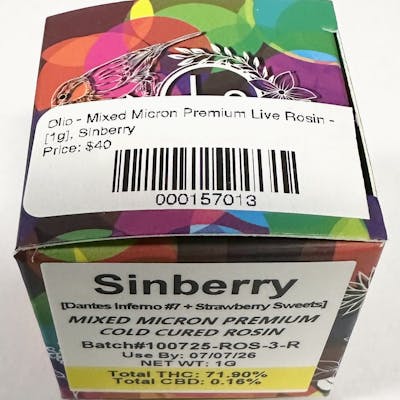 Olio - Mixed Micron Premium Live Rosin -
[1g], Sinberry
Price: $40
000157013
Sinberry
[Dantes Inferno #7 + Strawberry Sweets]
MIXED MICRON PREMIUM
COLD CURED ROSIN
Batch#100725-ROS-3-R
Use By: 07/07/26
NET WT: 1G
Total THC: 71.90%
Total CBD: 0.16%